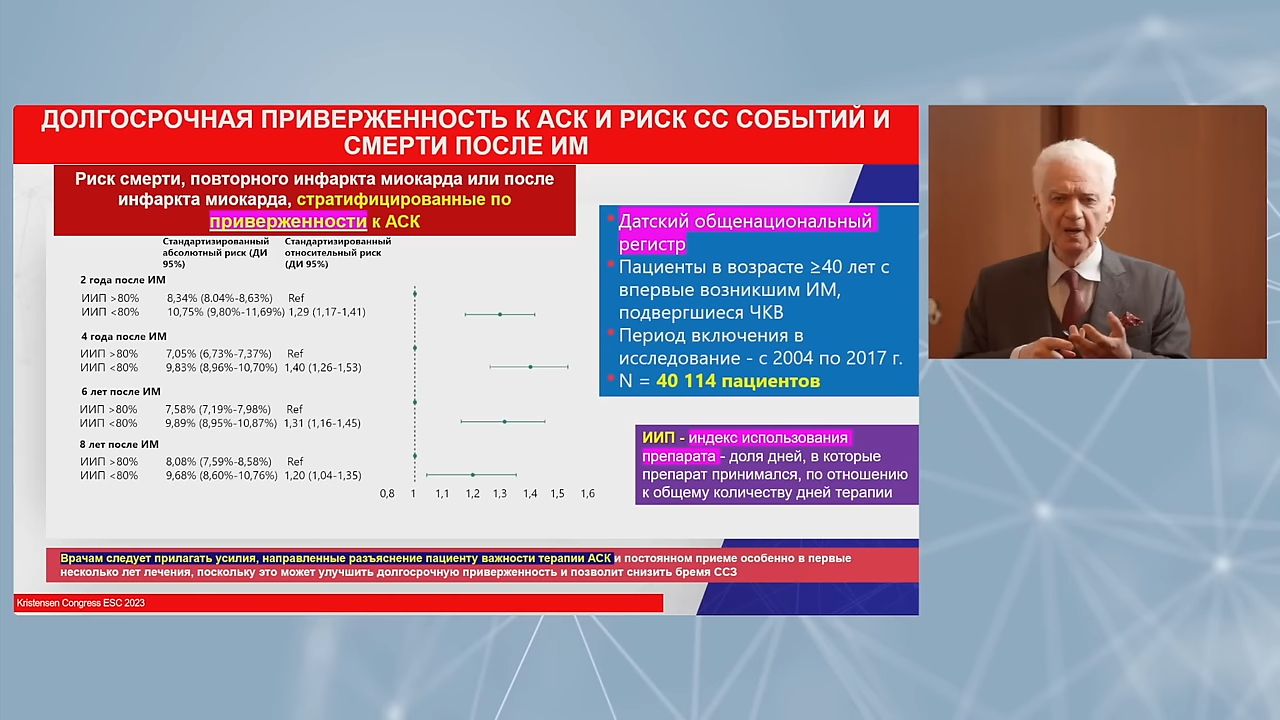 ДОЛГОСРОЧНАЯ ПРИВЕРЖЕННОСТЬ К АСК И РИСК СС СОБЫТИЙ И
СМЕРТИ ПОСЛЕ ИМ
Риск смерти, повторного инфаркта миокарда или после
инфаркта миокарда, стратифицированные по
приверженности к АСК
Стандартизированный
абсолютный риск (ДИ
95%)
Стандартизированный
относительный риск
(ДИ 95%)
2 года после ИМ
ИИП >80% 8,34% (8.04%-8,63%) Ref
ИИП <80% 10,75% (9,80%-11,69%) 1,29 (1,17-1,41)
4 года после ИМ
ИИП >80% 7,05% (6,73%-7,37%) Ref
ИИП <80% 9,83% (8,96%-10,70%) 1,40 (1,26-1,53)
6 лет после ИМ
ИИП >80% 7,58% (7,19%-7,98%) Ref
ИИП <80% 9,89% (8,95%-10,87%) 1,31 (1,16-1,45)
8 лет после ИМ
ИИП >80% 8,08% (7,59%-8,58%) Ref
ИИП <80% 9,68% (8,60%-10,76%) 1,20 (1,04-1,35)
0,8 1 1,1 1,2 1,3 1,4 1,5 1,6
Датский общенациональный
регистр
Пациенты в возрасте ≥40 лет с
впервые возникшим ИМ,
подвергшиеся ЧКВ
Период включения в
исследование - с 2004 по 2017 г.
N = 40 114 пациентов
ИИП - индекс использования
препарата - доля дней, в которые
препарат принимался, по отношению
к общему количеству дней терапии
Врачам следует прилагать усилия, направленные разъяснение пациенту важности терапии АСК и постоянном приеме особенно в первые
несколько лет лечения, поскольку это может улучшить долгосрочную приверженность и позволит снизить бремя ССЗ
Kristensen Congress ESC 2023